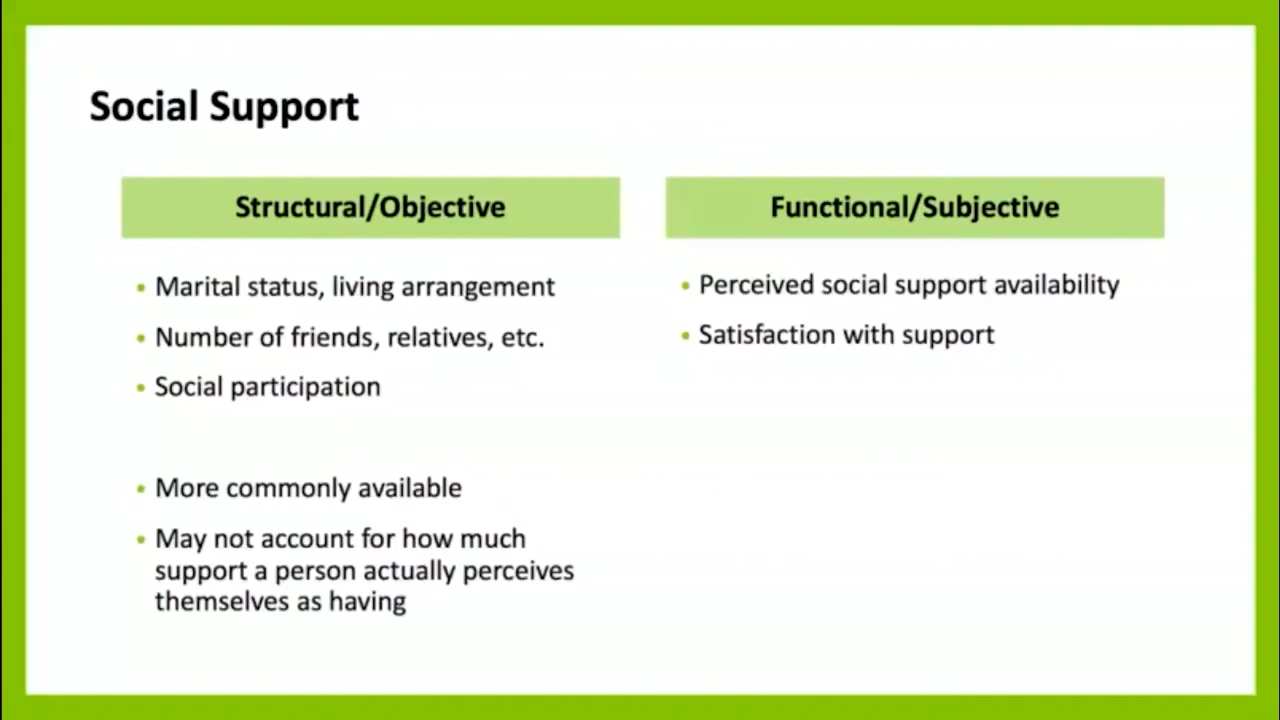 Social Support
Structural/Objective
• Marital status, living arrangement
• Number of friends, relatives, etc.
• Social participation
• More commonly available
• May not account for how much
support a person actually perceives
themselves as having
Functional/Subjective
• Perceived social support availability
• Satisfaction with support